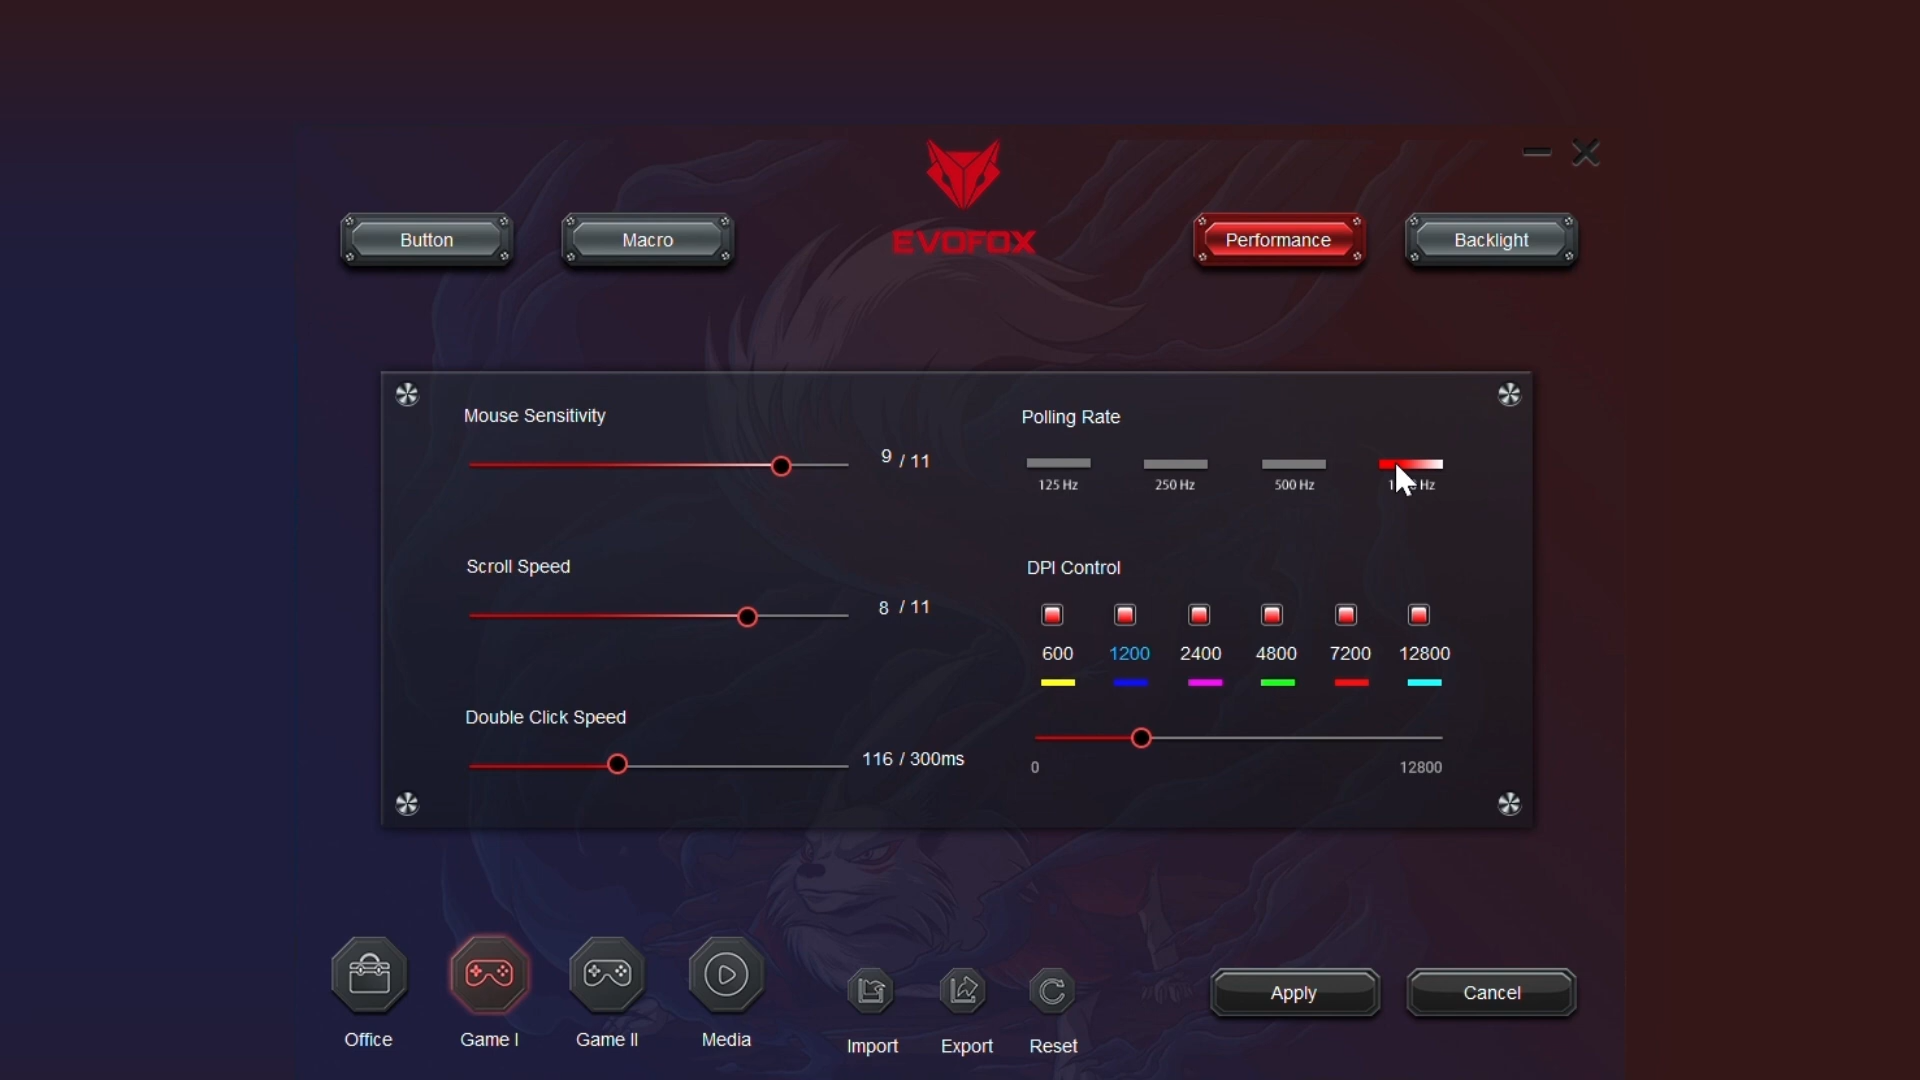 EVOFOX
Button
Macro
Performance
Backlight
Mouse Sensitivity
9 / 11
Scroll Speed
8 / 11
Double Click Speed
116 / 300ms
Polling Rate
125 Hz
250 Hz
500 Hz
Hz
DPI Control
600
1200
2400
4800
7200
12800
0
12800
Office
Game I
Game II
Media
Import
Export
Reset
Apply
Cancel